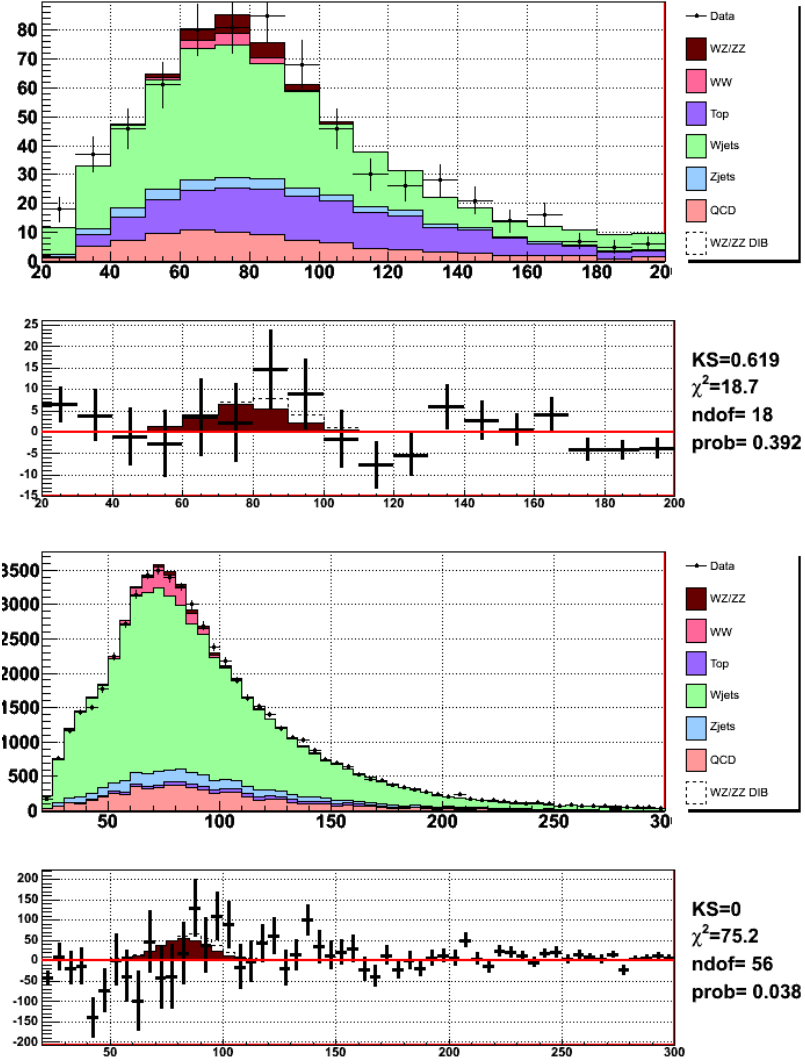 80
70
60
50
40
30
20
10
0
20 40 60 80 100 120 140 160 180 20
Data
WZ/ZZ
WW
Top
Wjets
Zjets
QCD
WZ/ZZ DIB
25
20
15
10
5
0
-5
-10
-15
20 40 60 80 100 120 140 160 180 200
KS=0.619
χ²=18.7
ndof= 18
prob= 0.392
3500
3000
2500
2000
1500
1000
500
0
50 100 150 200 250 30
Data
WZ/ZZ
WW
Top
Wjets
Zjets
QCD
WZ/ZZ DIB
200
150
100
50
0
-50
-100
-150
-200
50 100 150 200 250 300
KS=0
χ²=75.2
ndof= 56
prob= 0.038